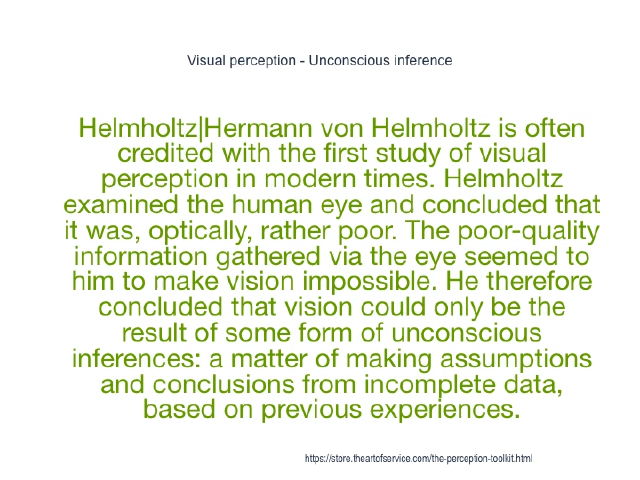 Visual perception - Unconscious inference
Helmholtz|Hermann von Helmholtz is often
credited with the first study of visual
perception in modern times. Helmholtz
examined the human eye and concluded that
it was, optically, rather poor. The poor-quality
information gathered via the eye seemed to
him to make vision impossible. He therefore
concluded that vision could only be the
result of some form of unconscious
inferences: a matter of making assumptions
and conclusions from incomplete data,
based on previous experiences.
https://store.theartofservice.com/the-perception-toolkit.html